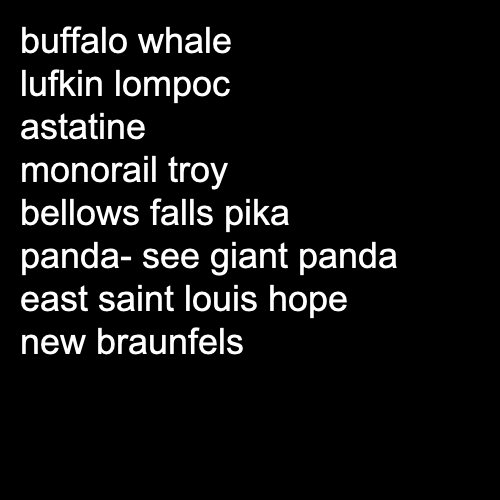 buffalo whale
lufkin lompoc
astatine
monorail troy
bellows falls pika
panda- see giant panda
east saint louis hope
new braunfels